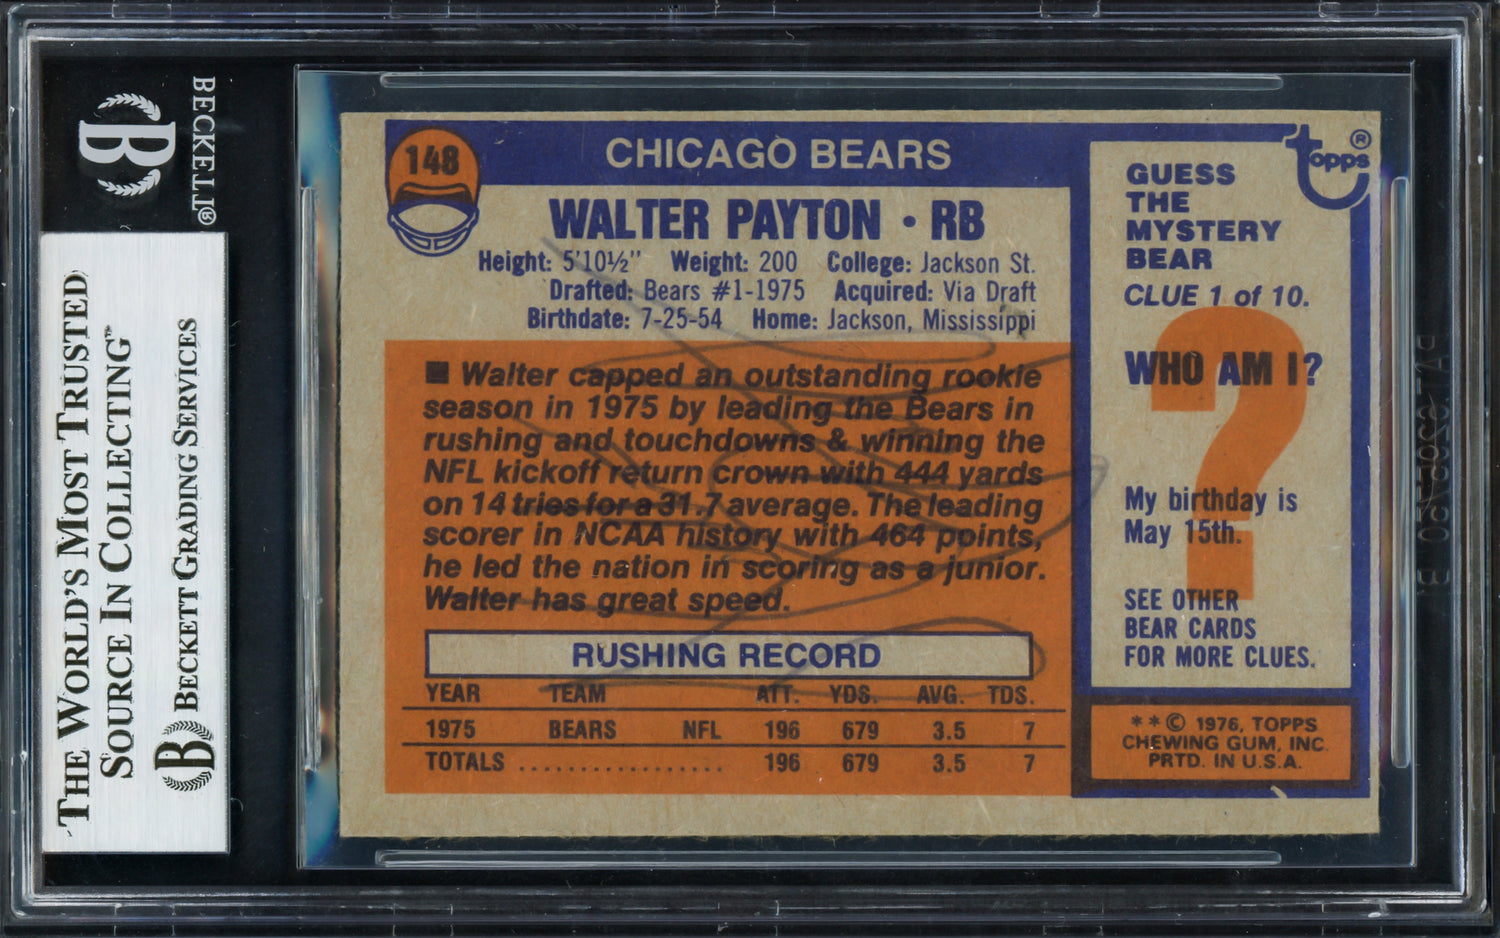 BECKETT®
B
THE WORLD'S MOST TRUSTED
SOURCE IN COLLECTING™
BECKETT GRADING SERVICES
B
148
CHICAGO BEARS
WALTER PAYTON • RB
Height: 5'10½" Weight: 200 College: Jackson St.
Drafted: Bears #1-1975 Acquired: Via Draft
Birthdate: 7-25-54 Home: Jackson, Mississippi
■ Walter capped an outstanding rookie
season in 1975 by leading the Bears in
rushing and touchdowns & winning the
NFL kickoff return crown with 444 yards
on 14 tries for a 31.7 average. The leading
scorer in NCAA history with 464 points,
he led the nation in scoring as a junior.
Walter has great speed.
RUSHING RECORD
YEAR TEAM ATT. YDS. AVG. TDS.
1975 BEARS NFL 196 679 3.5 7
TOTALS ................. 196 679 3.5 7
topps®
GUESS
THE
MYSTERY
BEAR
CLUE 1 of 10.
WHO AM I?
?
My birthday is
May 15th.
SEE OTHER
BEAR CARDS
FOR MORE CLUES.
** © 1976, TOPPS
CHEWING GUM, INC.
PRTD. IN U.S.A.